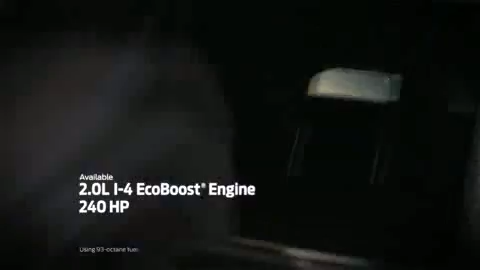 Available
2.0L I-4 EcoBoost® Engine
240 HP
Using 93-octane fuel.